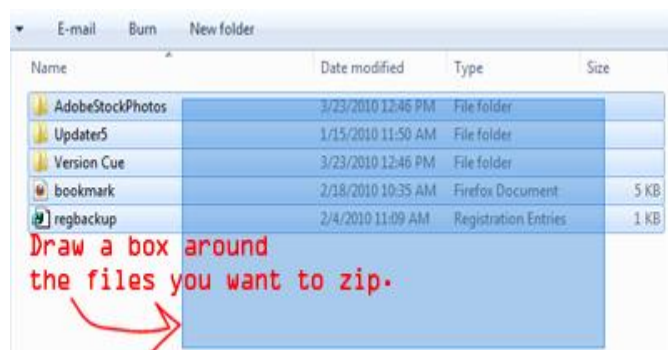 E-mail Burn New folder
Name Date modified Type Size
AdobeStockPhotos 3/23/2010 12:46 PM File folder
Updater5 1/15/2010 11:50 AM File folder
Version Cue 3/23/2010 12:46 PM File folder
bookmark 2/18/2010 10:35 AM Firefox Document 5 KB
regbackup 2/4/2010 11:09 AM Registration Entries 1 KB
Draw a box around
the files you want to zip.